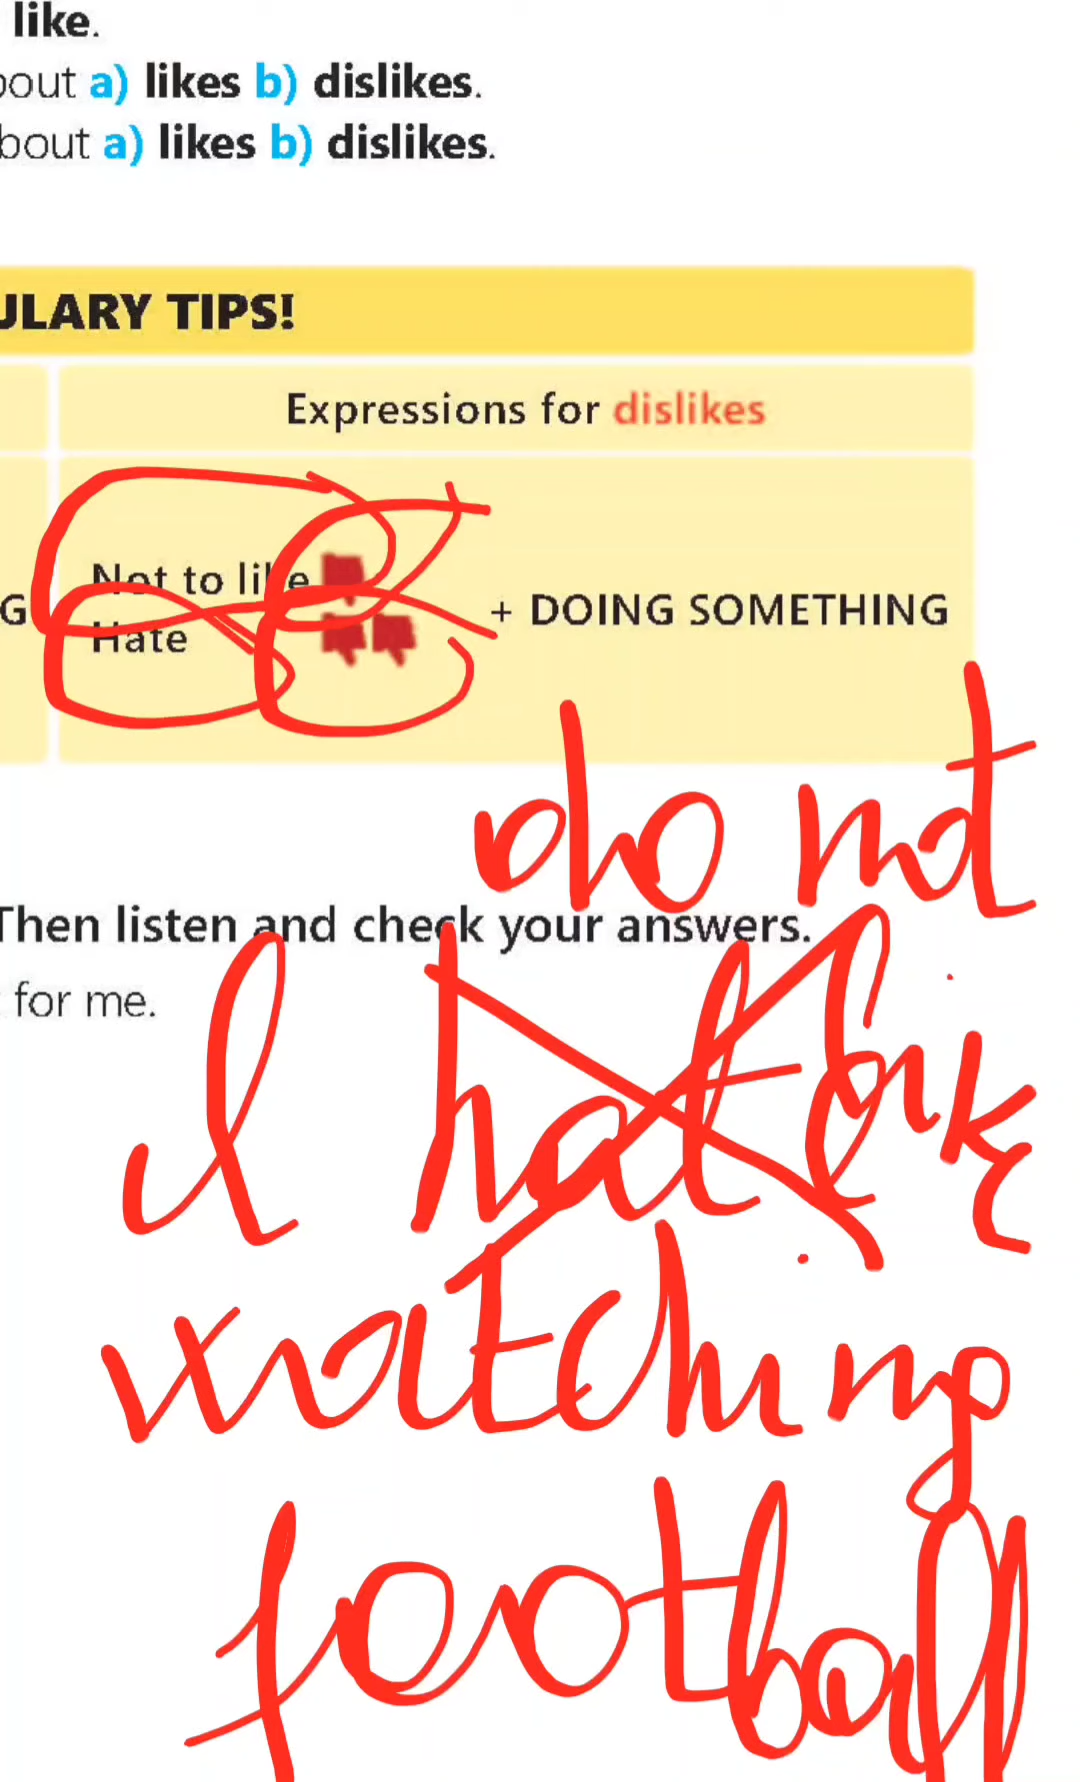 like.
bout a) likes b) dislikes.
bout a) likes b) dislikes.
ULARY TIPS!
Expressions for dislikes
Not to like
Hate
G
+ DOING SOMETHING
do not
Then listen and check your answers.
for me.
I hate like
watching
football